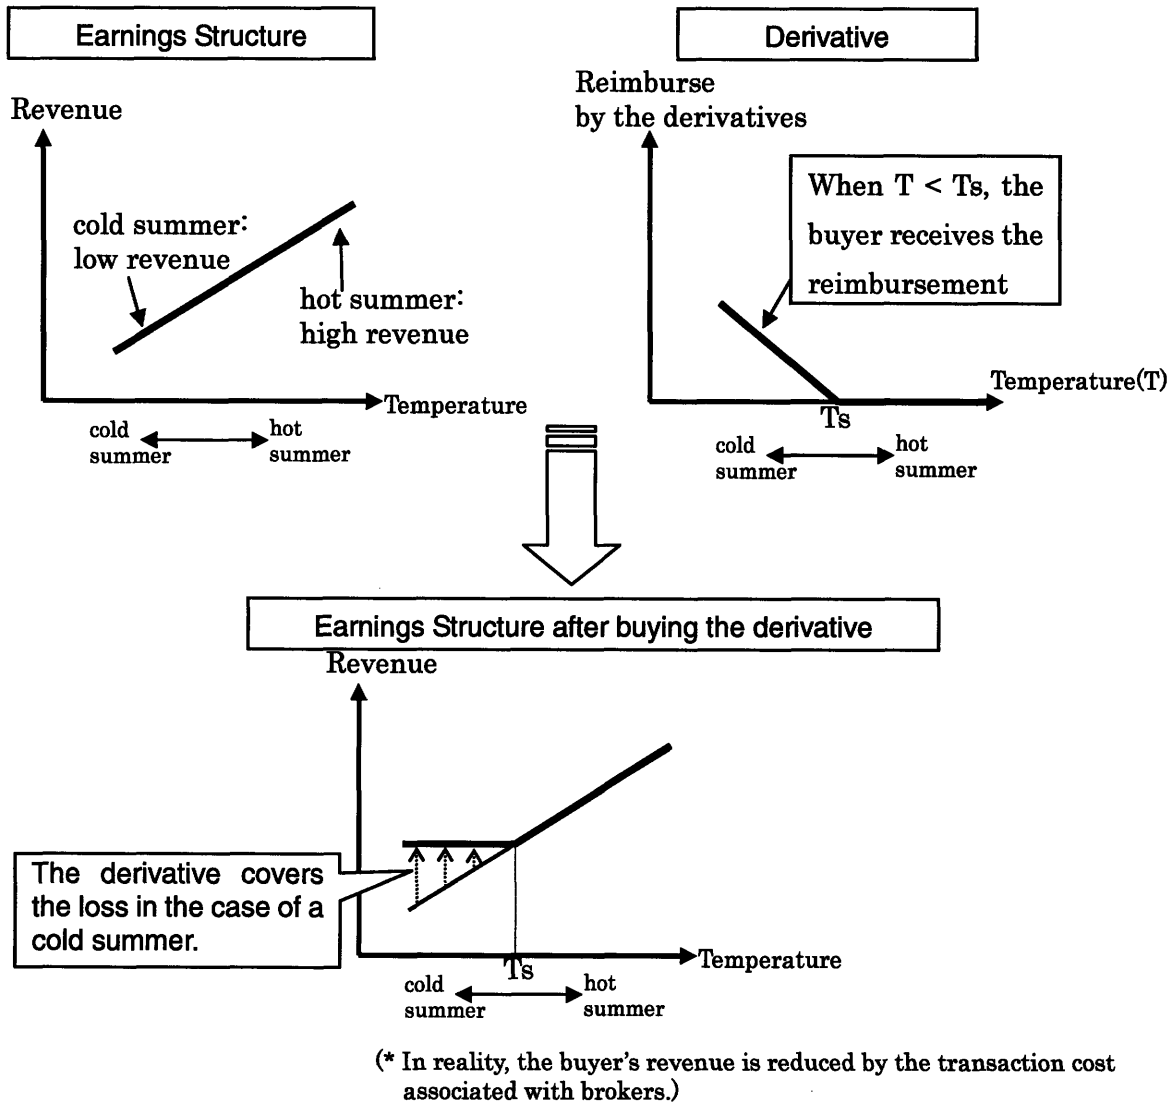 Earnings Structure
Revenue
cold summer:
low revenue
hot summer:
high revenue
Temperature
cold
summer
hot
summer
Derivative
Reimburse
by the derivatives
When T < Ts, the
buyer receives the
reimbursement
Temperature(T)
Ts
cold
summer
hot
summer
Earnings Structure after buying the derivative
Revenue
The derivative covers
the loss in the case of a
cold summer.
Temperature
Ts
cold
summer
hot
summer
(* In reality, the buyer's revenue is reduced by the transaction cost
associated with brokers.)